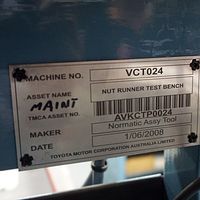 MACHINE NO. VCT024
ASSET NAME NUT RUNNER TEST BENCH
MAINT
TMCA ASSET NO. AVKCTP0024
MAKER Normatic Assy Tool
DATE 1/06/2008
TOYOTA MOTOR CORPORATION AUSTRALIA LIMITED